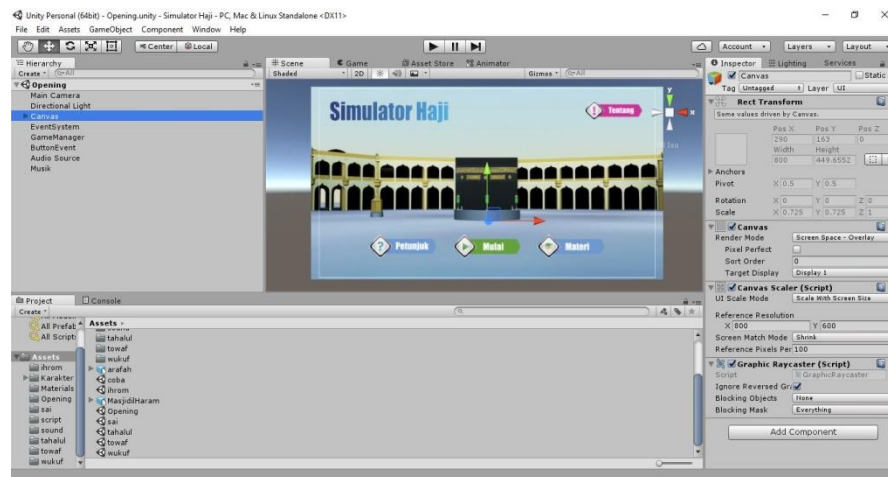 Unity Personal (64bit) - Opening.unity - Simulator Haji - PC, Mac & Linux Standalone <DX11>
File Edit Assets GameObject Component Window Help
Center Local
Account Layers Layout
Hierarchy
Create All
Opening
Main Camera
Directional Light
Canvas
EventSystem
GameManager
ButtonEvent
Audio Source
Musik
Scene Game Asset Store Animator
Shaded 2D Gizmos All
Simulator Haji
Tentang
y
x
Petunjuk Mulai Materi
Inspector Lighting Services
Canvas Static
Tag Untagged Layer UI
Rect Transform
Some values driven by Canvas.
Pos X Pos Y Pos Z
290 163 0
Width Height
800 449.6552
Anchors
Pivot X 0.5 Y 0.5
Rotation X 0 Y 0 Z 0
Scale X 0.725 Y 0.725 Z 1
Canvas
Render Mode Screen Space - Overlay
Pixel Perfect
Sort Order 0
Target Display Display 1
Canvas Scaler (Script)
UI Scale Mode Scale With Screen Size
Reference Resolution
X 800 Y 600
Screen Match Mode Shrink
Reference Pixels Per 100
Graphic Raycaster (Script)
Script GraphicRaycaster
Ignore Reversed Gra
Blocking Objects None
Blocking Mask Everything
Add Component
Project Console
Create
All Prefab
All Script
Assets
ihrom
Karakter
Materials
Opening
sai
script
sound
tahalul
towaf
wukuf
Assets
sound
tahalul
towaf
wukuf
arafah
coba
ihrom
MasjidilHaram
Opening
sai
tahalul
towaf
wukuf